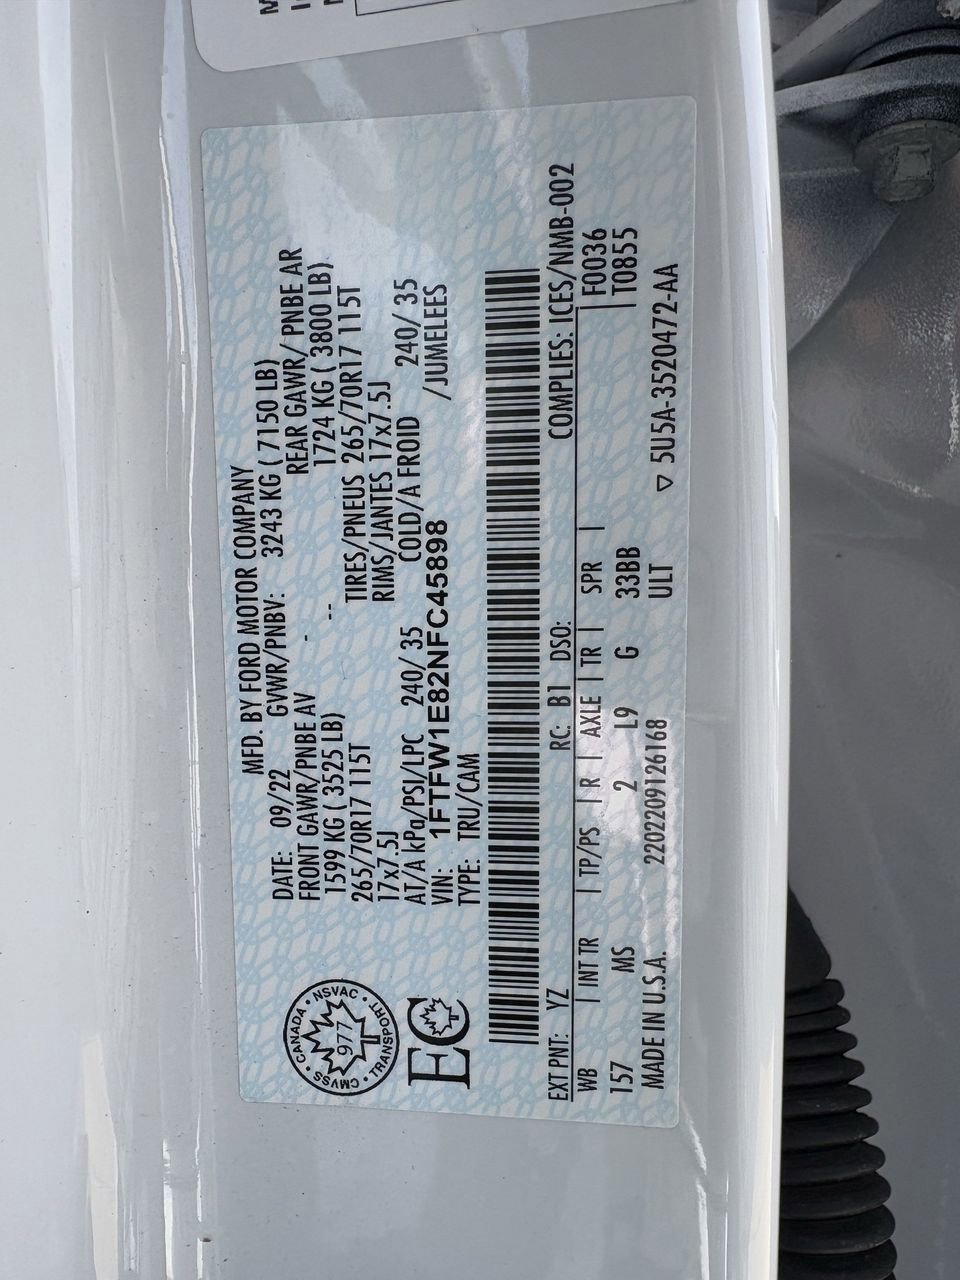 MFD. BY FORD MOTOR COMPANY
DATE: 09/22 GVWR/PNBV: 3243 KG ( 7150 LB)
FRONT GAWR/PNBE AV - REAR GAWR/ PNBE AR
1599 KG ( 3525 LB) -- 1724 KG ( 3800 LB)
265/70R17 115T TIRES/PNEUS 265/70R17 115T
17x7.5J RIMS/JANTES 17x7.5J
AT/A kPa/PSI/LPC 240/ 35 COLD/A FROID 240/ 35
VIN: 1FTFW1E82NFC45898 /JUMELEES
TYPE: TRU/CAM
CANADA • NSVAC • TRANSPORT • CMVSS •
977
EC
EXT PNT: YZ RC: B1 DSO: COMPLIES: ICES/NMB-002
WB | INT TR | TP/PS | R | AXLE | TR | SPR | F0036
157 MS 2 L9 G 33BB | T0855
MADE IN U.S.A. 220220912616​8 ULT ▽ 5U5A-3520472-AA